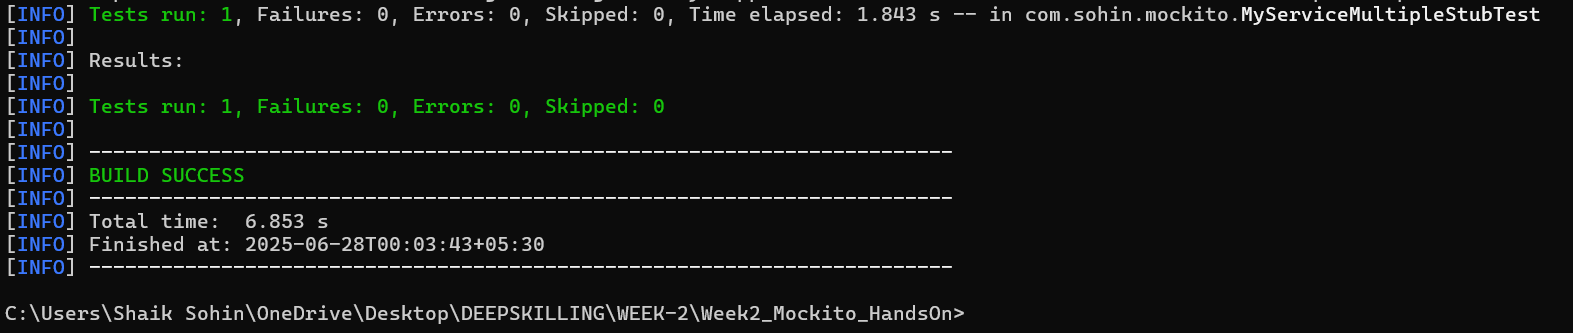 [INFO] Tests run: 1, Failures: 0, Errors: 0, Skipped: 0, Time elapsed: 1.843 s -- in com.sohin.mockito.MyServiceMultipleStubTest
[INFO]
[INFO] Results:
[INFO]
[INFO] Tests run: 1, Failures: 0, Errors: 0, Skipped: 0
[INFO]
[INFO] ------------------------------------------------------------------------
[INFO] BUILD SUCCESS
[INFO] ------------------------------------------------------------------------
[INFO] Total time:  6.853 s
[INFO] Finished at: 2025-06-28T00:03:43+05:30
[INFO] ------------------------------------------------------------------------
C:\Users\Shaik Sohin\OneDrive\Desktop\DEEPSKILLING\WEEK-2\Week2_Mockito_HandsOn>